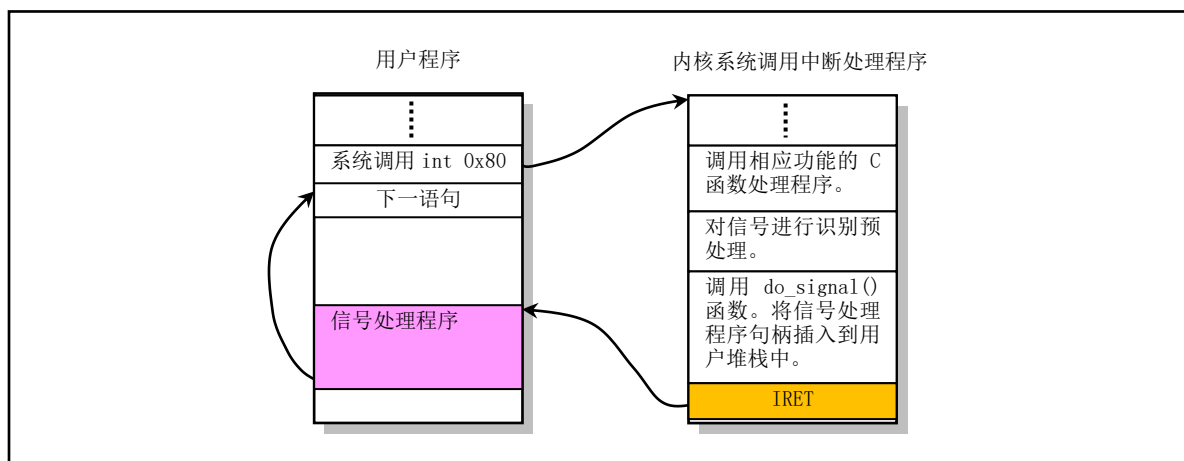 用户程序
系统调用 int 0x80
下一语句
信号处理程序
内核系统调用中断处理程序
调用相应功能的 C
函数处理程序。
对信号进行识别预
处理。
调用 do_signal()
函数。将信号处理
程序句柄插入到用
户堆栈中。
IRET